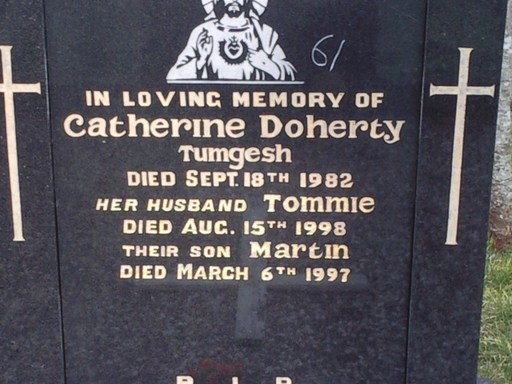 61
IN LOVING MEMORY OF
Catherine Doherty
Tumgesh
DIED SEPT. 18TH 1982
HER HUSBAND TOMMIE
DIED AUG. 15TH 1998
THEIR SON Martin
DIED MARCH 6TH 1997